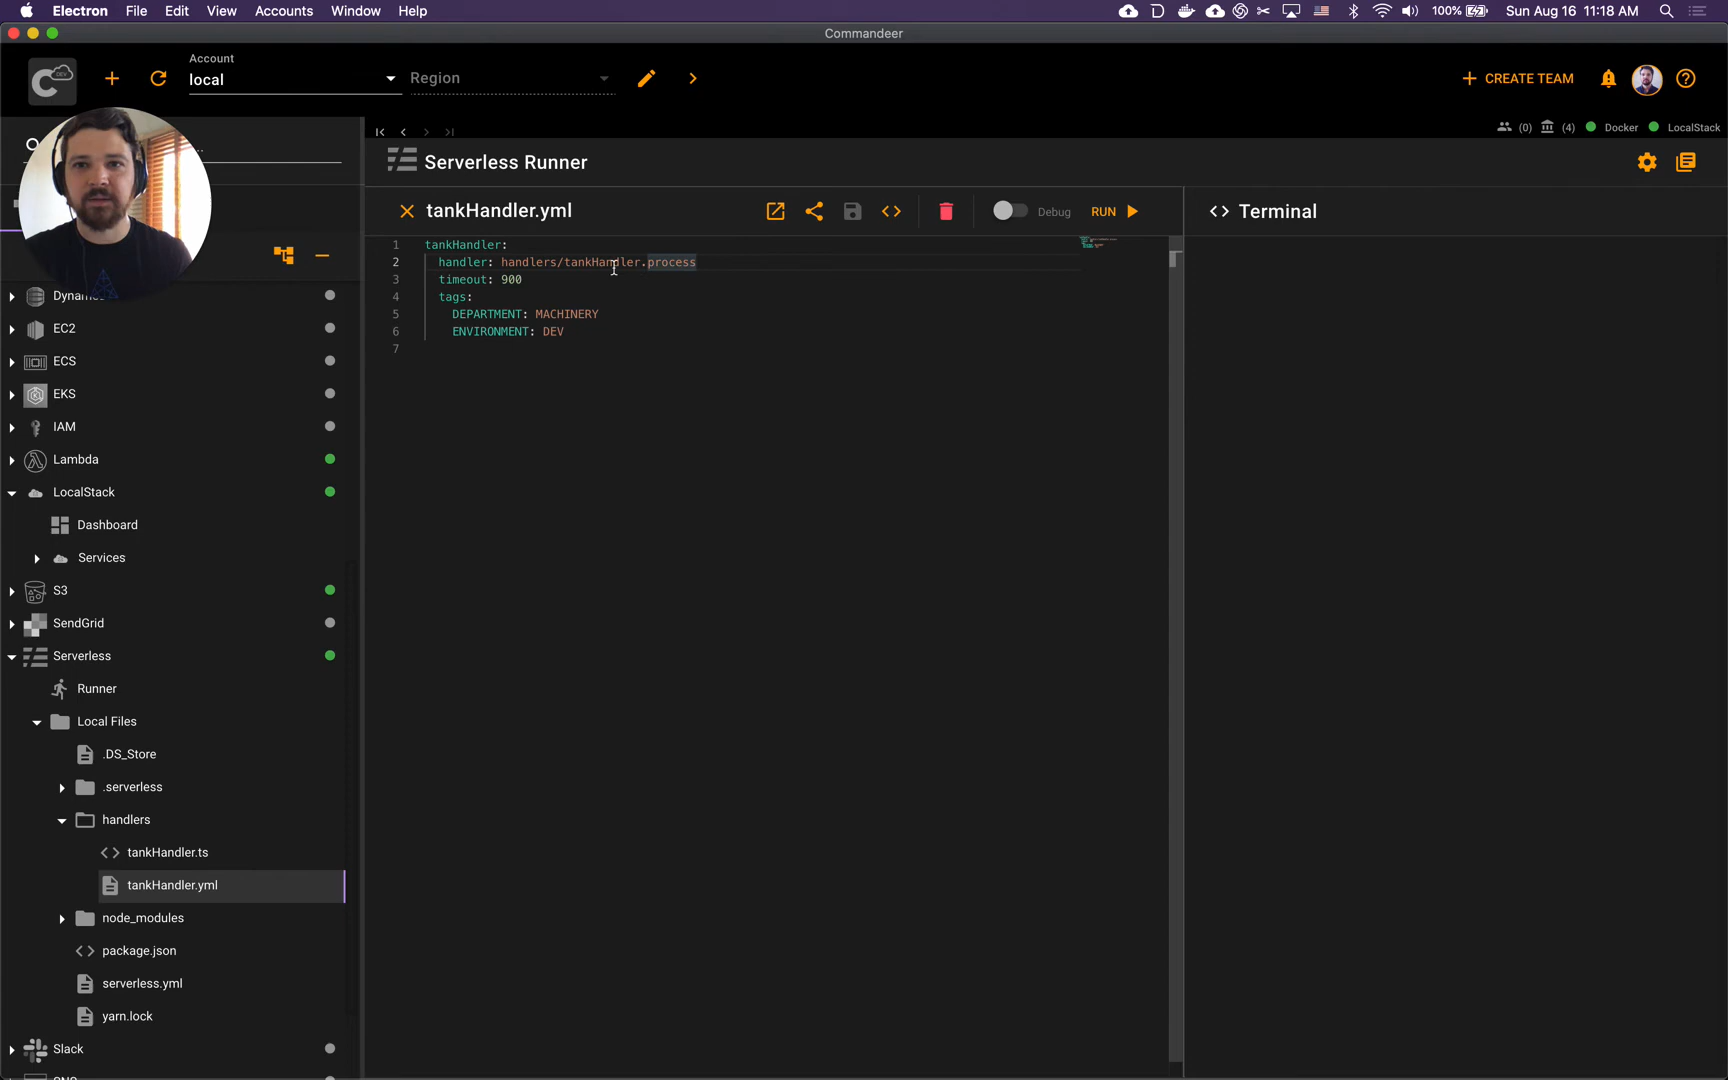 Electron File Edit View Accounts Window Help
100% Sun Aug 16 11:18 AM
Commandeer
DEV
Account
local
Region
CREATE TEAM
(0) (4) Docker LocalStack
Serverless Runner
tankHandler.yml
Debug RUN
Terminal
1 tankHandler:
2 handler: handlers/tankHandler.process
3 timeout: 900
4 tags:
5 DEPARTMENT: MACHINERY
6 ENVIRONMENT: DEV
7
EC2
ECS
EKS
IAM
Lambda
LocalStack
Dashboard
Services
S3
SendGrid
Serverless
Runner
Local Files
.DS_Store
.serverless
handlers
tankHandler.ts
tankHandler.yml
node_modules
package.json
serverless.yml
yarn.lock
Slack